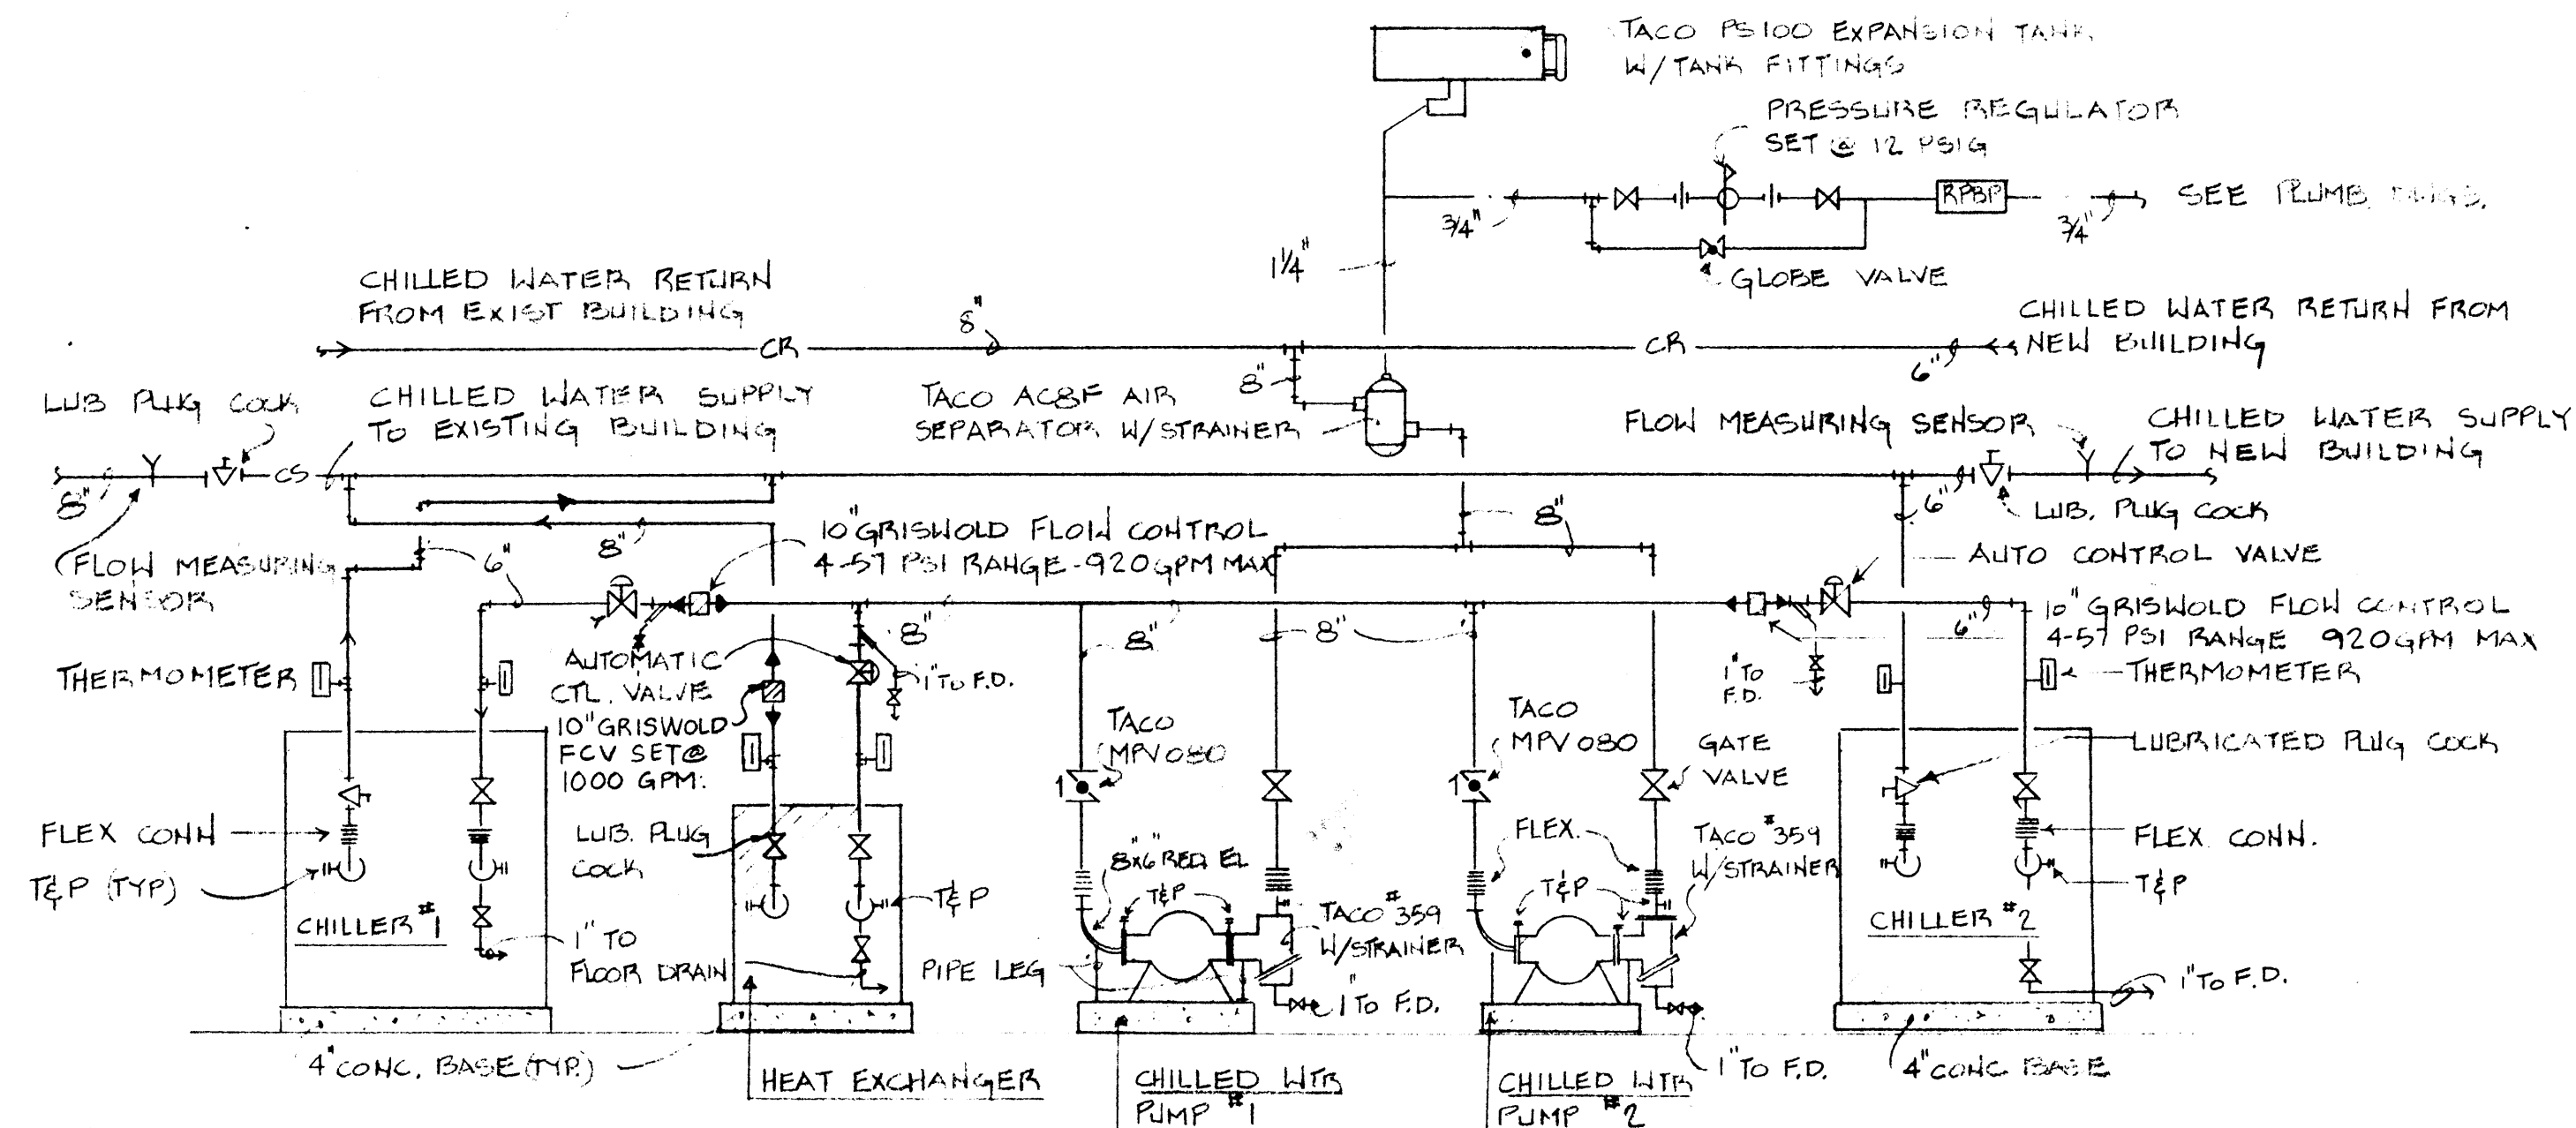 TACO PS100 EXPANSION TANK
W/TANK FITTINGS
PRESSURE REGULATOR
SET @ 12 PSIG
RPBP
SEE PLUMB. DWGS.
3/4"
3/4"
1 1/4"
GLOBE VALVE
CHILLED WATER RETURN
FROM EXIST BUILDING
8"
CR
CR
CHILLED WATER RETURN FROM
NEW BUILDING
6"
8"
LUB PLUG COCK
CHILLED WATER SUPPLY
TO EXISTING BUILDING
TACO AC8F AIR
SEPARATOR W/STRAINER
FLOW MEASURING SENSOR
CHILLED WATER SUPPLY
TO NEW BUILDING
8"
CS
6"
6"
LUB. PLUG COCK
8"
8"
FLOW MEASURING
SENSOR
6"
10" GRISWOLD FLOW CONTROL
4-57 PSI RANGE-920 GPM MAX
AUTO CONTROL VALVE
10" GRISWOLD FLOW CONTROL
4-57 PSI RANGE 920 GPM MAX
6"
8"
8"
8"
THERMOMETER
AUTOMATIC
CTL. VALVE
1" TO F.D.
10" GRISWOLD
FCV SET @
1000 GPM.
1" TO
F.D.
THERMOMETER
TACO
MPV 080
TACO
MPV 080
GATE
VALVE
LUBRICATED PLUG COCK
FLEX CONN
T&P (TYP)
LUB. PLUG
COCK
8x6 RED. EL
T&P
FLEX.
T&P
TACO #359
W/STRAINER
FLEX. CONN.
T&P
CHILLER #1
T&P
TACO #359
W/STRAINER
CHILLER #2
1" TO
FLOOR DRAIN
PIPE LEG
1" TO F.D.
1" TO F.D.
1" TO F.D.
4" CONC. BASE (TYP.)
HEAT EXCHANGER
CHILLED WTR
PUMP #1
CHILLED WTR
PUMP #2
4" CONC BASE